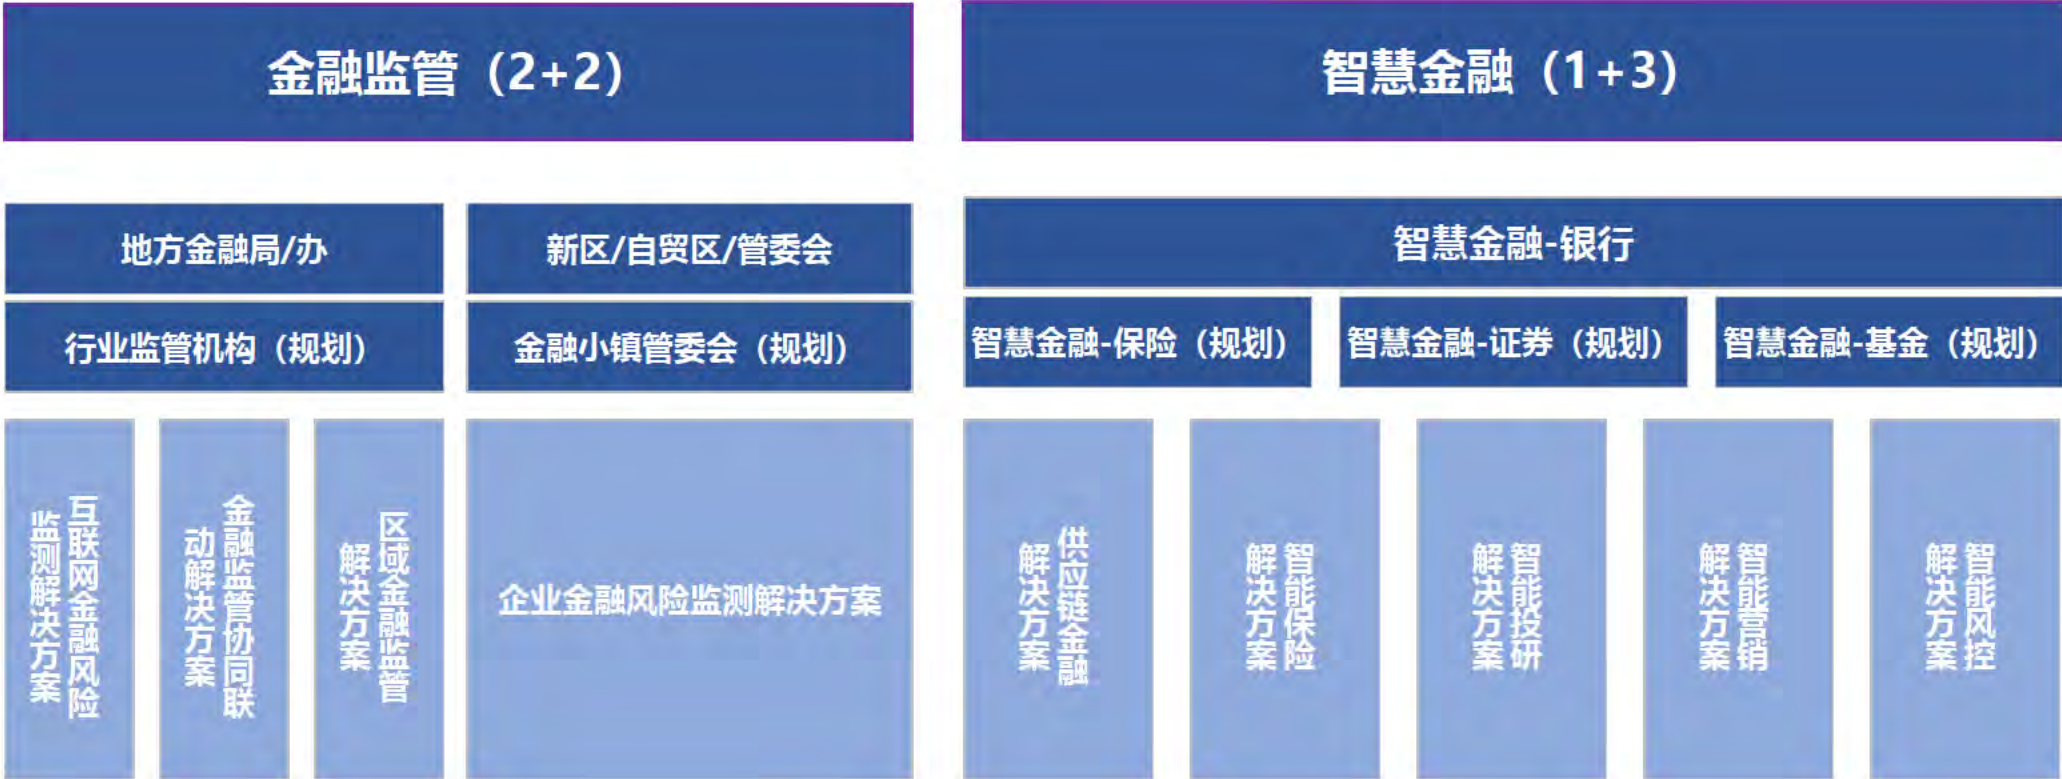 金融监管（2+2）
智慧金融（1+3）
地方金融局/办
新区/自贸区/管委会
智慧金融-银行
行业监管机构（规划）
金融小镇管委会（规划）
智慧金融-保险（规划）
智慧金融-证券（规划）
智慧金融-基金（规划）
互联网金融风险
监测解决方案
金融监管协同联
动解决方案
区域金融监管
解决方案
企业金融风险监测解决方案
供应链金融
解决方案
智能保险
解决方案
智能投研
解决方案
智能营销
解决方案
智能风控
解决方案